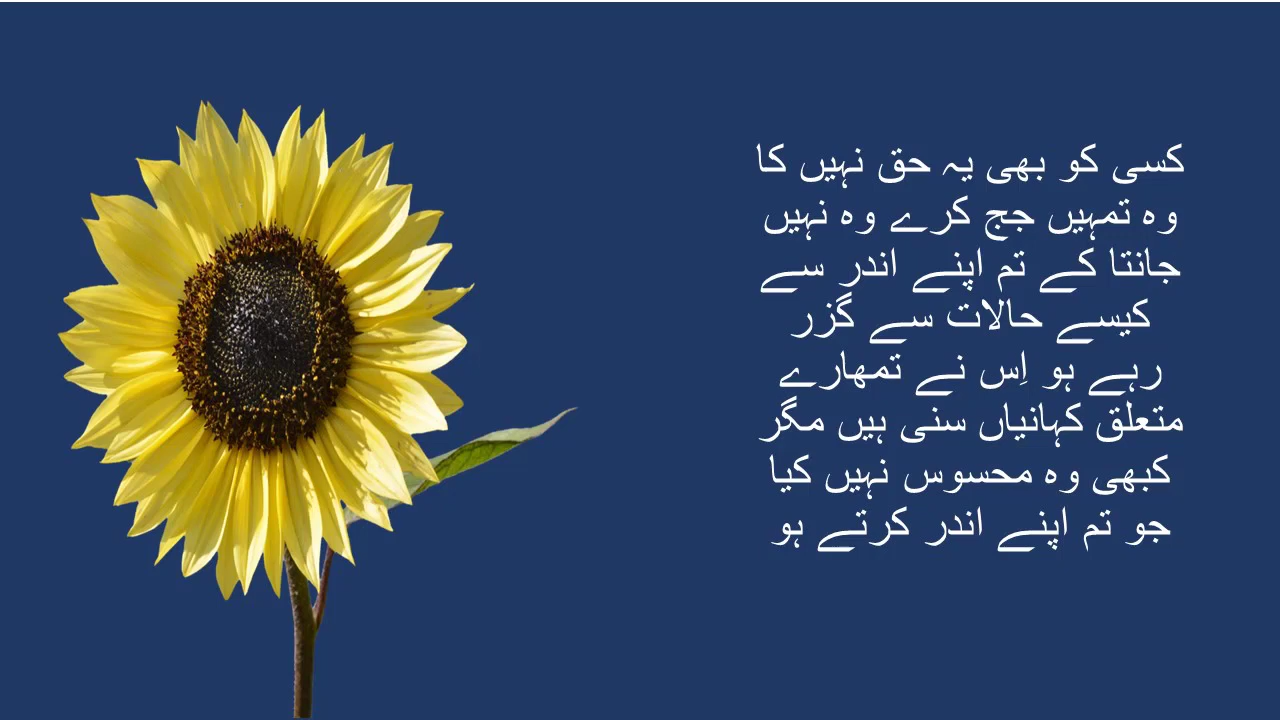 کسی کو بھی یہ حق نہیں کا
وہ تمہیں جج کرے وہ نہیں
جانتا کے تم اپنے اندر سے
کیسے حالات سے گزر
رہے ہو اِس نے تمھارے
متعلق کہانیاں سنی ہیں مگر
کبھی وہ محسوس نہیں کیا
جو تم اپنے اندر کرتے ہو